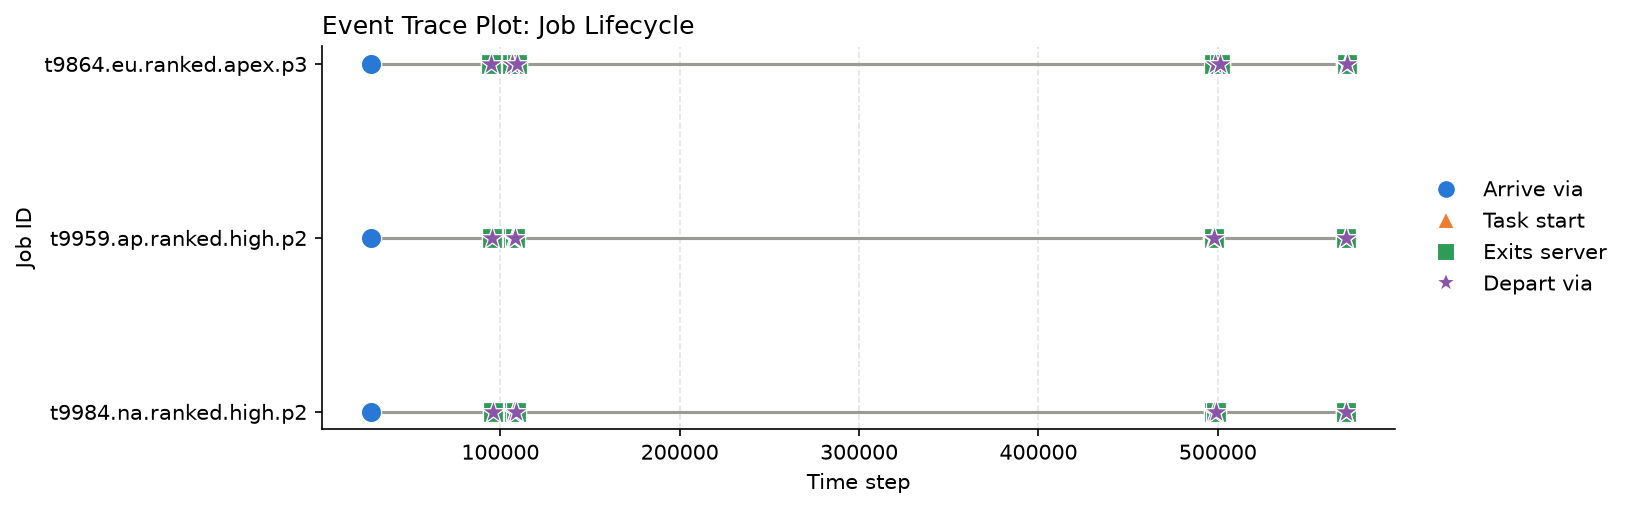 Event Trace Plot: Job Lifecycle
t9864.eu.ranked.apex.p3
t9959.ap.ranked.high.p2
t9984.na.ranked.high.p2
Job ID
100000
200000
300000
400000
500000
Time step
Arrive via
Task start
Exits server
Depart via